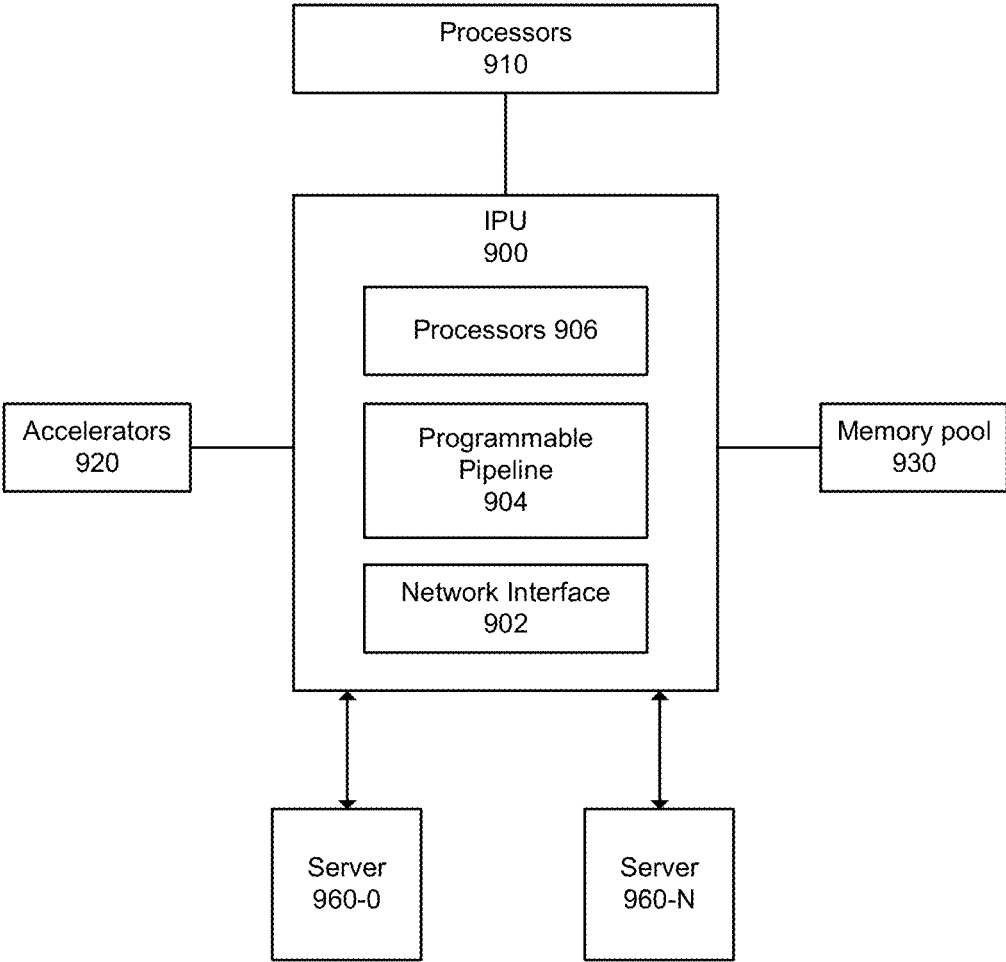 Processors
910
IPU
900
Processors 906
Accelerators
920
Programmable
Pipeline
904
Memory pool
930
Network Interface
902
Server
960-0
Server
960-N